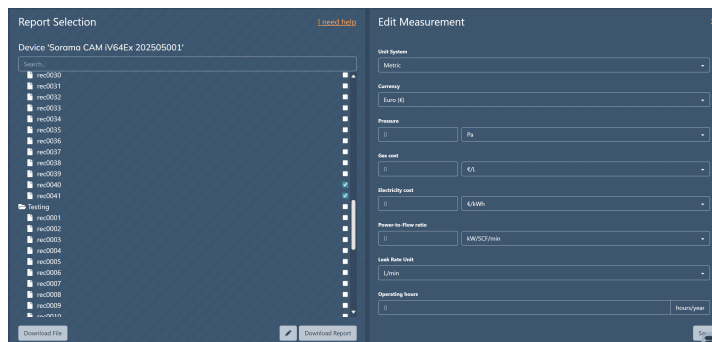 Report Selection
I need help
Device 'Sorama CAM iV64Ex 202505001'
Search...
rec0030
rec0031
rec0032
rec0033
rec0034
rec0035
rec0036
rec0037
rec0038
rec0039
rec0040
rec0041
Testing
rec0001
rec0002
rec0003
rec0004
rec0005
rec0006
rec0007
rec0008
rec0009
rec0010
Download File
Download Report
Edit Measurement
Unit System
Metric
Currency
Euro (€)
Pressure
0
Pa
Gas cost
0
€/L
Electricity cost
0
€/kWh
Power-to-Flow ratio
0
kW/SCF/min
Leak Rate Unit
L/min
Operating hours
0
hours/year